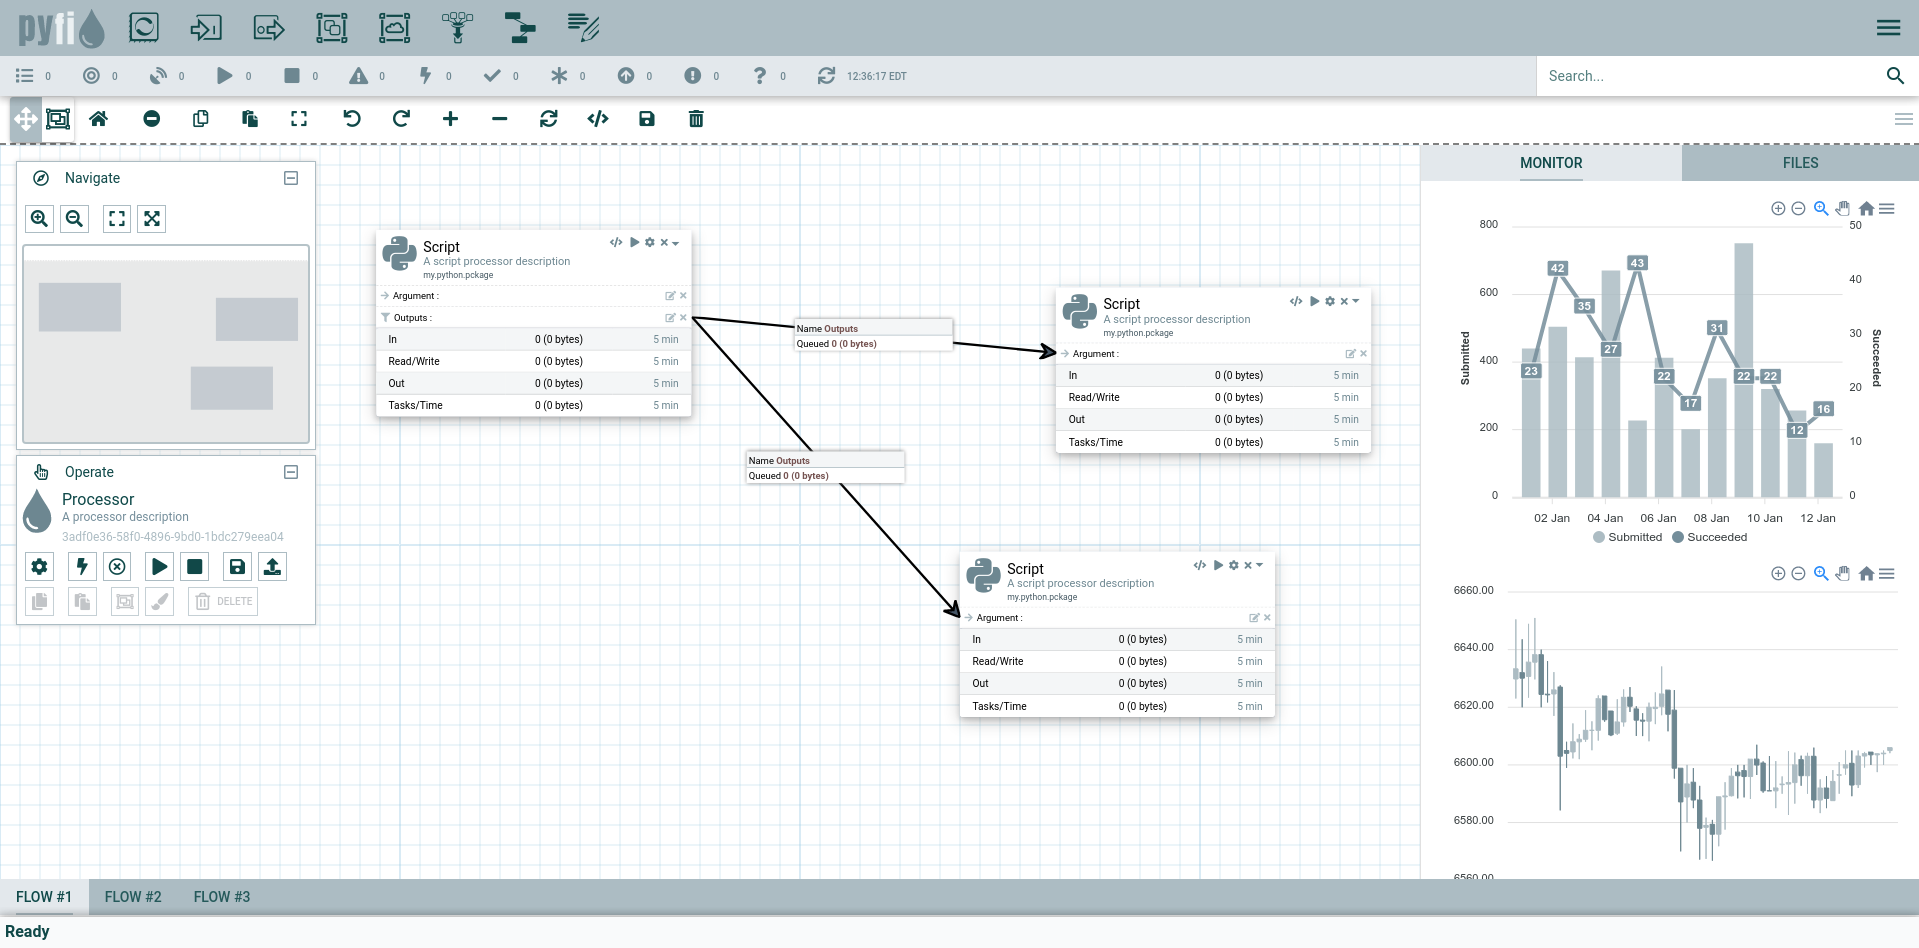 pyfi
0 0 0 0 0 0 0 0 0 0 0 0 12:36:17 EDT
Search...
Navigate
Operate
Processor
A processor description
3adf0e36-58f0-4896-9bd0-1bdc279eea04
DELETE
Script
A script processor description
my.python.pckage
Argument :
Outputs :
In 0 (0 bytes) 5 min
Read/Write 0 (0 bytes) 5 min
Out 0 (0 bytes) 5 min
Tasks/Time 0 (0 bytes) 5 min
Name Outputs
Queued 0 (0 bytes)
Name Outputs
Queued 0 (0 bytes)
Script
A script processor description
my.python.pckage
Argument :
In 0 (0 bytes) 5 min
Read/Write 0 (0 bytes) 5 min
Out 0 (0 bytes) 5 min
Tasks/Time 0 (0 bytes) 5 min
Script
A script processor description
my.python.pckage
Argument :
In 0 (0 bytes) 5 min
Read/Write 0 (0 bytes) 5 min
Out 0 (0 bytes) 5 min
Tasks/Time 0 (0 bytes) 5 min
MONITOR FILES
800
600
400
200
0
Submitted
23 42 35 27 43 22 17 31 22 22 12 16
50
40
30
20
10
0
Succeeded
02 Jan 04 Jan 06 Jan 08 Jan 10 Jan 12 Jan
Submitted Succeeded
6660.00
6640.00
6620.00
6600.00
6580.00
6560.00
FLOW #1 FLOW #2 FLOW #3
Ready